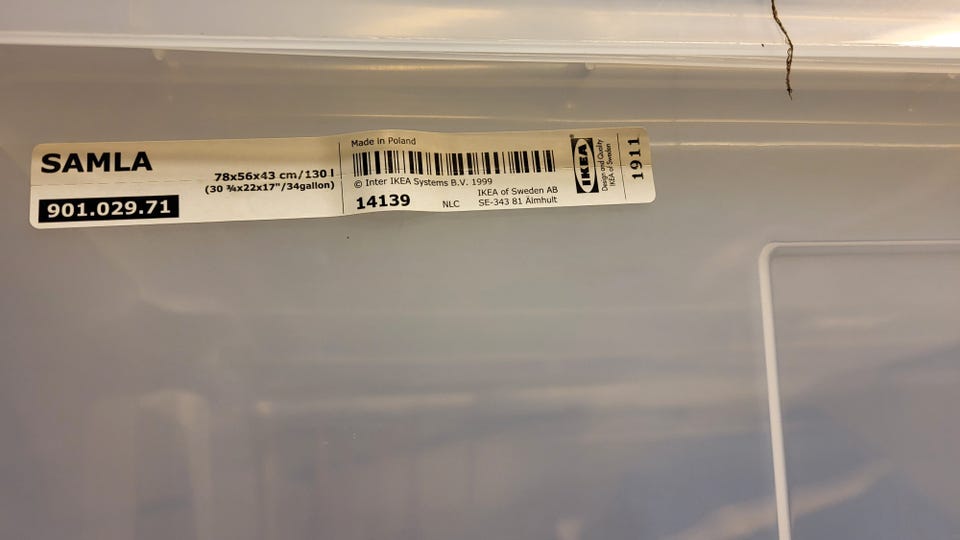 SAMLA
78x56x43 cm/130 l
(30 ¾x22x17"/34gallon)
901.029.71
Made in Poland
© Inter IKEA Systems B.V. 1999
14139
NLC
IKEA of Sweden AB
SE-343 81 Älmhult
IKEA®
Design and Quality
IKEA of Sweden
1911